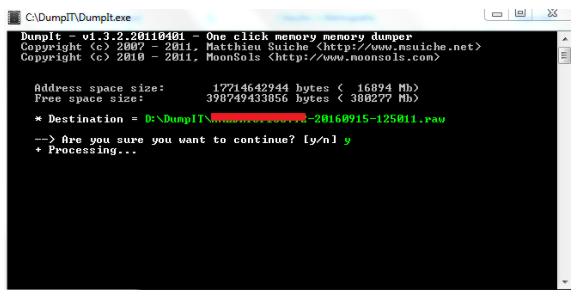 C:\DumpIT\DumpIt.exe
DumpIt - v1.3.2.20110401 - One click memory memory dumper
Copyright (c) 2007 - 2011, Matthieu Suiche <http://www.msuiche.net>
Copyright (c) 2010 - 2011, MoonSols <http://www.moonsols.com>
Address space size: 17714642944 bytes ( 16894 Mb)
Free space size: 398749433856 bytes ( 380277 Mb)
* Destination = D:\DumpIT\ -20160915-125011.raw
--> Are you sure you want to continue? [y/n] y
+ Processing...